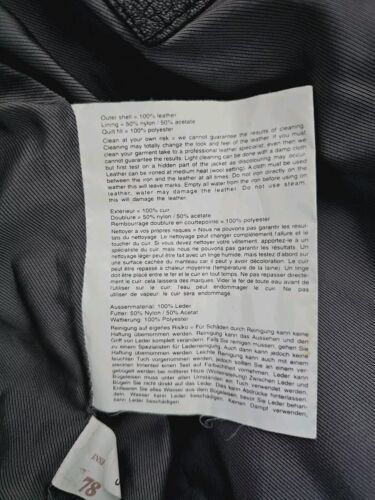 Outer shell = 100% leather
Lining = 50% nylon / 50% acetate
Quilt fill = 100% polyester
Clean at own risk = we cannot guarantee the results of cleaning
Cleaning may totally change the look and feel of the leather. If you must
clean your garment take to a professional leather specialist, even then we
cannot guarantee the results. Light cleaning can be done with a damp cloth
but first test on a hidden part of the jacket as discolouring may occur.
Leather can be ironed at medium heat (wool setting). A cloth must be used
between the iron and the leather at all times. Do not iron directly on the
leather this will leave marks. Empty all water from the iron before using on
leather, water may damage the leather. Do not use steam,
this will damage the leather.
Exterieur = 100% cuir
Doublure = 50% nylon / 50% acétate
Rembourrage doublure en courtepointe = 100% polyester
Nettoyer a vos propres risques = Nous ne pouvons pas garantir les résul-
tats du nettoyage. Le nettoyage peut changer complétement l'allure et le
toucher du cuir. Si vous devez nettoyer votre vêtement, apportez-le a un
spécialiste du cuir, mais nous ne pouvons pas garantir les résultats. Un
nettoyage léger peut être fait avec un linge humide, mais testez d'abord sur
une surface cachée du manteau car il peut y avoir décoloration. Le cuir
peut être repassé à chaleur moyenne (température de la laine). Un linge
doit être placé entre le fer et le cuir en tout temps. Ne pas repasser directe-
ment le cuir, cela laissera des marques. Vider le fer de toute eau avant de
l'utiliser sur le cuir, l'eau peut endommager le cuir. Ne pas
utiliser de vapeur: le cuir sera endommagé.
Aussenmaterial: 100% Leder
Futter: 50% Nylon / 50% Acetat
Wattierung: 100% Polyester
Reinigung auf eigenes Risiko = Für Schäden durch Reinigung kann keine
Haftung übernommen werden. Reinigung kann das Aussehen und den
Griff von Leder komplett verändern. Falls Sie reinigen müssen, gehen Sie
zu einem Spezialisten für Lederreinigung. Auch dann kann jedoch keine
Haftung übernommen werden. Leichte Reinigung kann auch mit einem
feuchten Tuch vorgenommen werden, jedoch sollten Sie an einem ver-
steckten Innenteil einen Test auf Farbechtheit vornehmen. Leder kann
bei mittlerer Hitze (Wolleinstellung) Zwischen Leder und
Bügeleisen muss unter allen Umständen ein Tuch verwendet werden.
Bügeln Sie nicht direkt auf das Leder. Dies kann Abdrücke hinterlassen.
Entleeren Sie alles Wasser aus dem Bügeleisen, bevor Sie Leder behan-
deln. Wasser kann Leder beschädigen. Keinen Dampf verwenden,
kann Leder beschädigen.
78